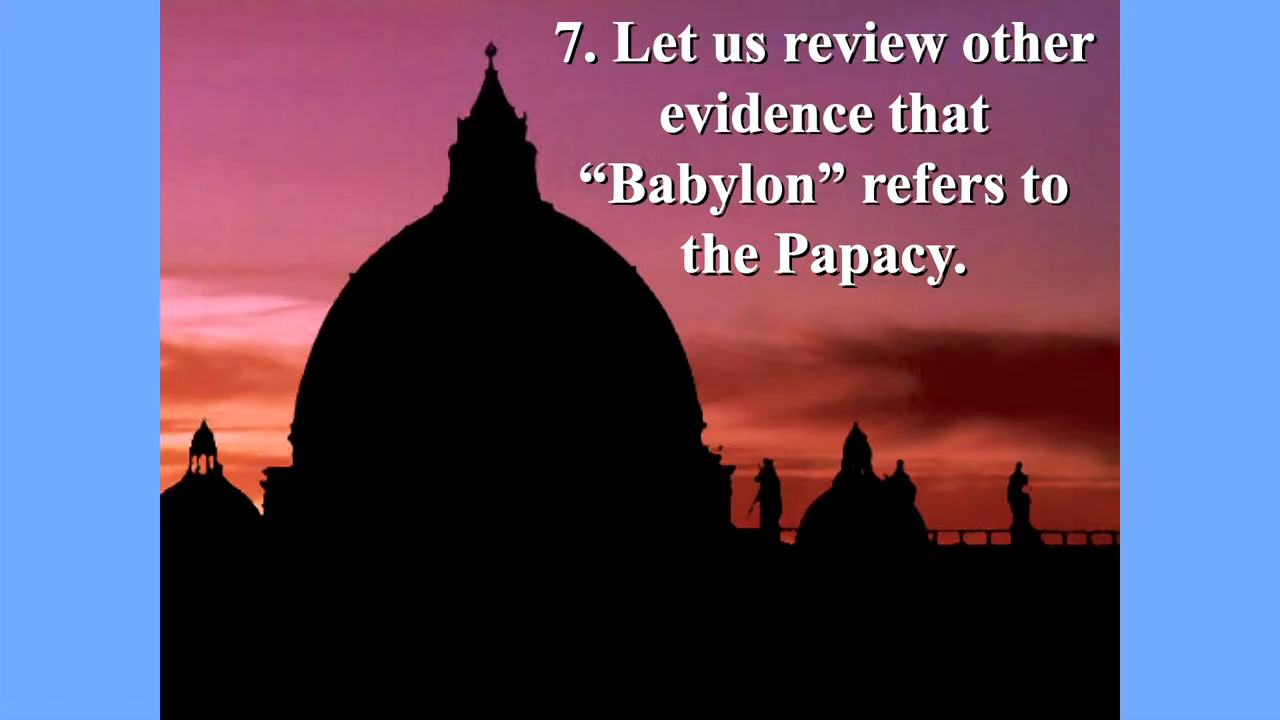 7. Let us review other
evidence that
“Babylon” refers to
the Papacy.